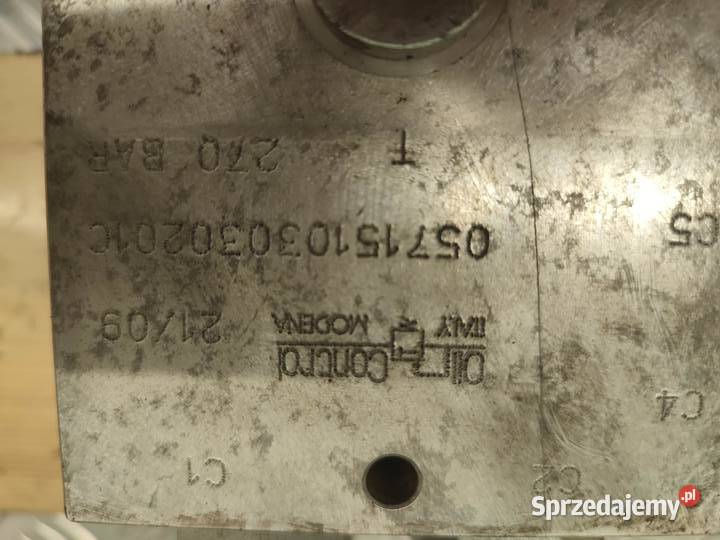 C2 C1
C4
Oil Control
ITALY MODENA 21/09
C5
05715103030201C
T 270 BAR
Sprzedajemy.pl